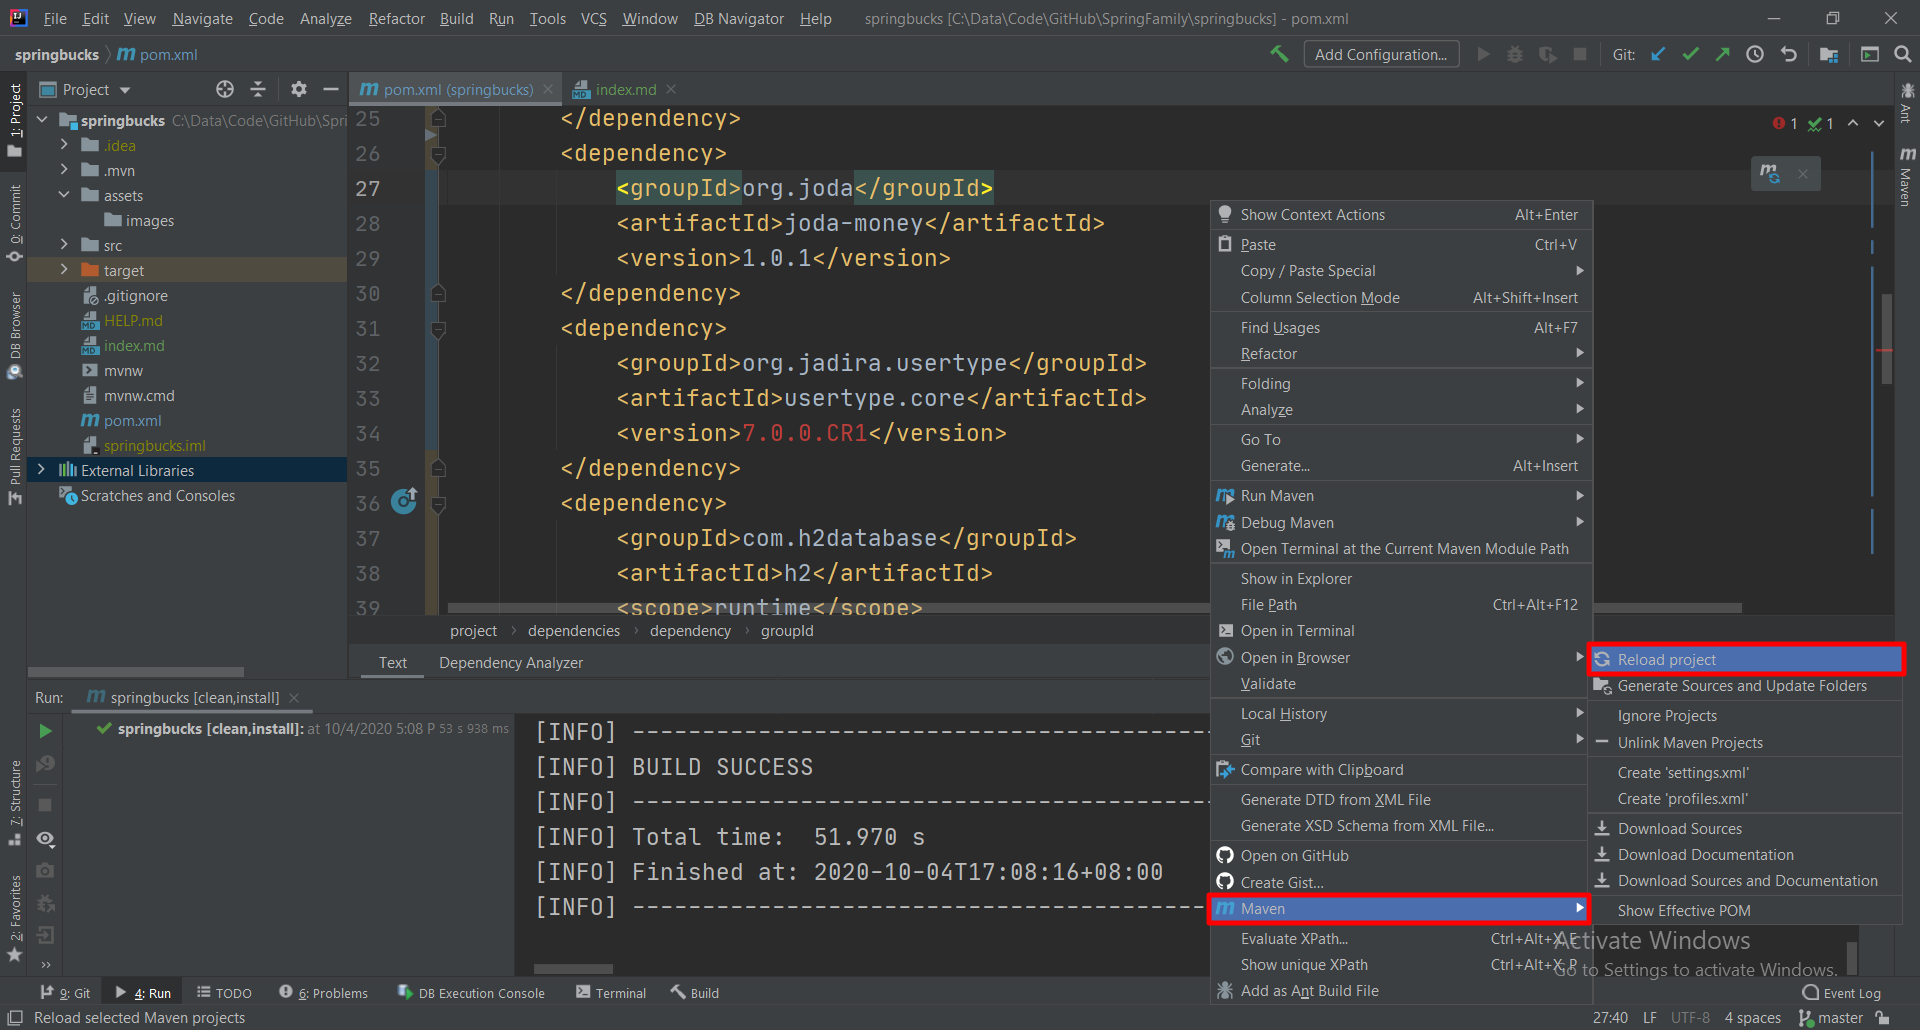 File Edit View Navigate Code Analyze Refactor Build Run Tools VCS Window DB Navigator Help springbucks [C:\Data\Code\GitHub\SpringFamily\springbucks] - pom.xml
springbucks pom.xml
Add Configuration...
Git:
1: Project
0: Commit
DB Browser
Pull Requests
7: Structure
2: Favorites
Project
springbucks C:\Data\Code\GitHub\Spri
.idea
.mvn
assets
images
src
target
.gitignore
HELP.md
index.md
mvnw
mvnw.cmd
pom.xml
springbucks.iml
External Libraries
Scratches and Consoles
pom.xml (springbucks)
index.md
1 1
Ant
Maven
25 </dependency>
26 <dependency>
27 <groupId>org.joda</groupId>
28 <artifactId>joda-money</artifactId>
29 <version>1.0.1</version>
30 </dependency>
31 <dependency>
32 <groupId>org.jadira.usertype</groupId>
33 <artifactId>usertype.core</artifactId>
34 <version>7.0.0.CR1</version>
35 </dependency>
36 <dependency>
37 <groupId>com.h2database</groupId>
38 <artifactId>h2</artifactId>
39 <scope>runtime</scope>
project dependencies dependency groupId
Text Dependency Analyzer
Show Context Actions Alt+Enter
Paste Ctrl+V
Copy / Paste Special
Column Selection Mode Alt+Shift+Insert
Find Usages Alt+F7
Refactor
Folding
Analyze
Go To
Generate... Alt+Insert
Run Maven
Debug Maven
Open Terminal at the Current Maven Module Path
Show in Explorer
File Path Ctrl+Alt+F12
Open in Terminal
Open in Browser
Validate
Local History
Git
Compare with Clipboard
Generate DTD from XML File
Generate XSD Schema from XML File...
Open on GitHub
Create Gist...
Maven
Evaluate XPath... Ctrl+Alt+X, E
Show unique XPath Ctrl+Alt+X, P
Add as Ant Build File
Reload project
Generate Sources and Update Folders
Ignore Projects
Unlink Maven Projects
Create 'settings.xml'
Create 'profiles.xml'
Download Sources
Download Documentation
Download Sources and Documentation
Show Effective POM
Activate Windows
Go to Settings to activate Windows.
Run: springbucks [clean,install]
springbucks [clean,install]: at 10/4/2020 5:08 P 53 s 938 ms
[INFO] -----------------------------------------
[INFO] BUILD SUCCESS
[INFO] -----------------------------------------
[INFO] Total time:  51.970 s
[INFO] Finished at: 2020-10-04T17:08:16+08:00
[INFO] -----------------------------------------
9: Git 4: Run TODO 6: Problems DB Execution Console Terminal Build Event Log
Reload selected Maven projects 27:40 LF UTF-8 4 spaces master